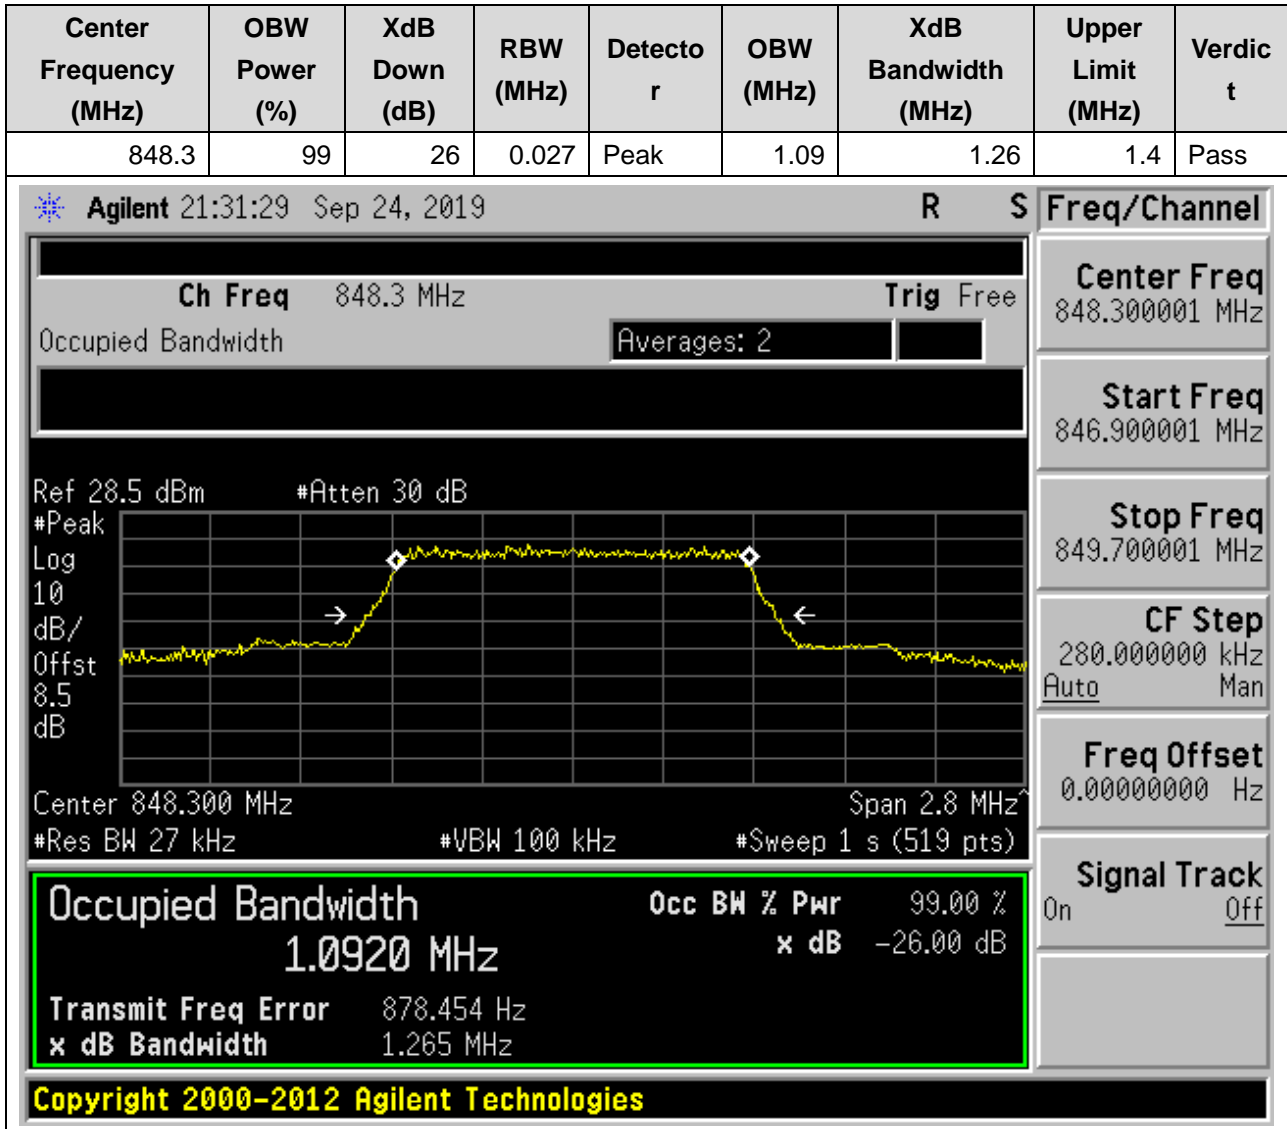 Center Frequency (MHz) OBW Power (%) XdB Down (dB) RBW (MHz) Detecto r OBW (MHz) XdB Bandwidth (MHz) Upper Limit (MHz) Verdic t
848.3 99 26 0.027 Peak 1.09 1.26 1.4 Pass
Agilent 21:31:29 Sep 24, 2019 R S
Ch Freq 848.3 MHz Trig Free
Occupied Bandwidth Averages: 2
Ref 28.5 dBm #Atten 30 dB
#Peak
Log
10
dB/
Offst
8.5
dB
Center 848.300 MHz Span 2.8 MHz^
#Res BW 27 kHz #VBW 100 kHz #Sweep 1 s (519 pts)
Occupied Bandwidth Occ BW % Pwr 99.00 %
1.0920 MHz x dB -26.00 dB
Transmit Freq Error 878.454 Hz
x dB Bandwidth 1.265 MHz
Copyright 2000-2012 Agilent Technologies
Freq/Channel
Center Freq
848.300001 MHz
Start Freq
846.900001 MHz
Stop Freq
849.700001 MHz
CF Step
280.000000 kHz
Auto Man
Freq Offset
0.00000000 Hz
Signal Track
On Off